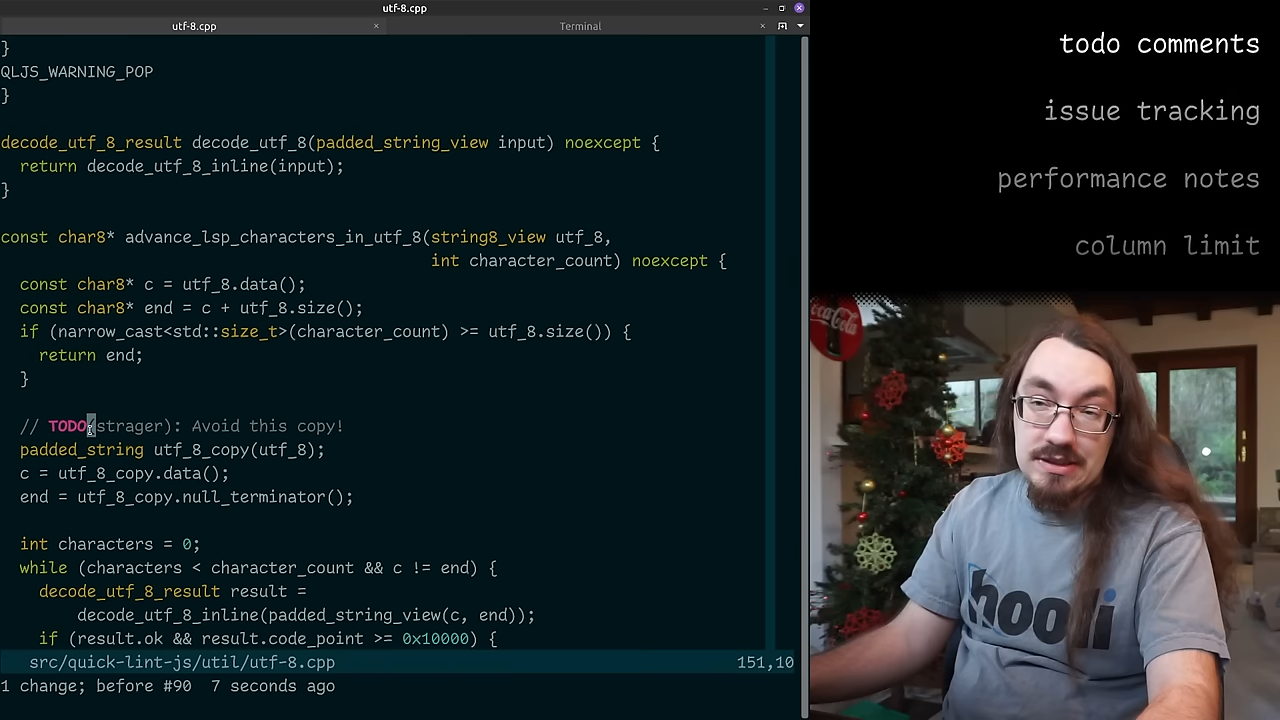 utf-8.cpp
utf-8.cpp
Terminal
}
QLJS_WARNING_POP
}
decode_utf_8_result decode_utf_8(padded_string_view input) noexcept {
return decode_utf_8_inline(input);
}
const char8* advance_lsp_characters_in_utf_8(string8_view utf_8,
int character_count) noexcept {
const char8* c = utf_8.data();
const char8* end = c + utf_8.size();
if (narrow_cast<std::size_t>(character_count) >= utf_8.size()) {
return end;
}
// TODO(strager): Avoid this copy!
padded_string utf_8_copy(utf_8);
c = utf_8_copy.data();
end = utf_8_copy.null_terminator();
int characters = 0;
while (characters < character_count && c != end) {
decode_utf_8_result result =
decode_utf_8_inline(padded_string_view(c, end));
if (result.ok && result.code_point >= 0x10000) {
src/quick-lint-js/util/utf-8.cpp 151,10
1 change; before #90 7 seconds ago
todo comments
issue tracking
performance notes
column limit
Coca-Cola
hooli